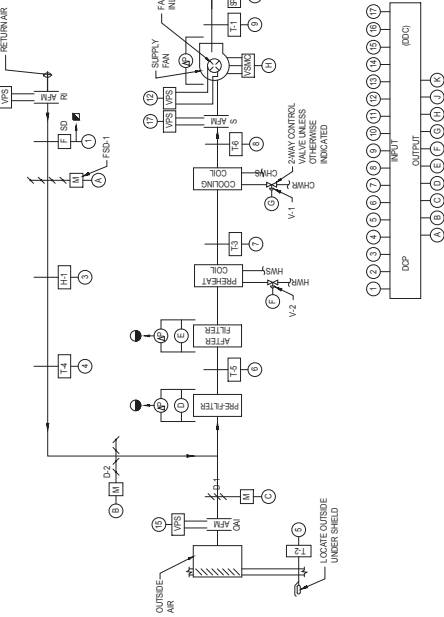 RETURN AIR
VPS
AFM
RI
F
SD
1
FSD-1
M
A
H-1
3
T-4
4
D-2
M
B
OUTSIDE
AIR
15
VPS
AFM
OAI
D-1
M
C
T-2
5
LOCATE OUTSIDE
UNDER SHIELD
PRE-FILTER
D
T-5
6
AFTER
FILTER
E
PREHEAT
COIL
HWS
HWR
F
V-2
T-3
7
COOLING
COIL
CHWS
CHWR
G
V-1
2-WAY CONTROL
VALVE UNLESS
OTHERWISE
INDICATED
T-6
8
17
VPS
AFM
S
12
VPS
SUPPLY
FAN
VSMC
H
T-1
9
1 2 3 4 5 6 7 8 9 10 11 12 13 14 15 16 17
DCP INPUT (DDC)
OUTPUT
A B C D E F G H J K